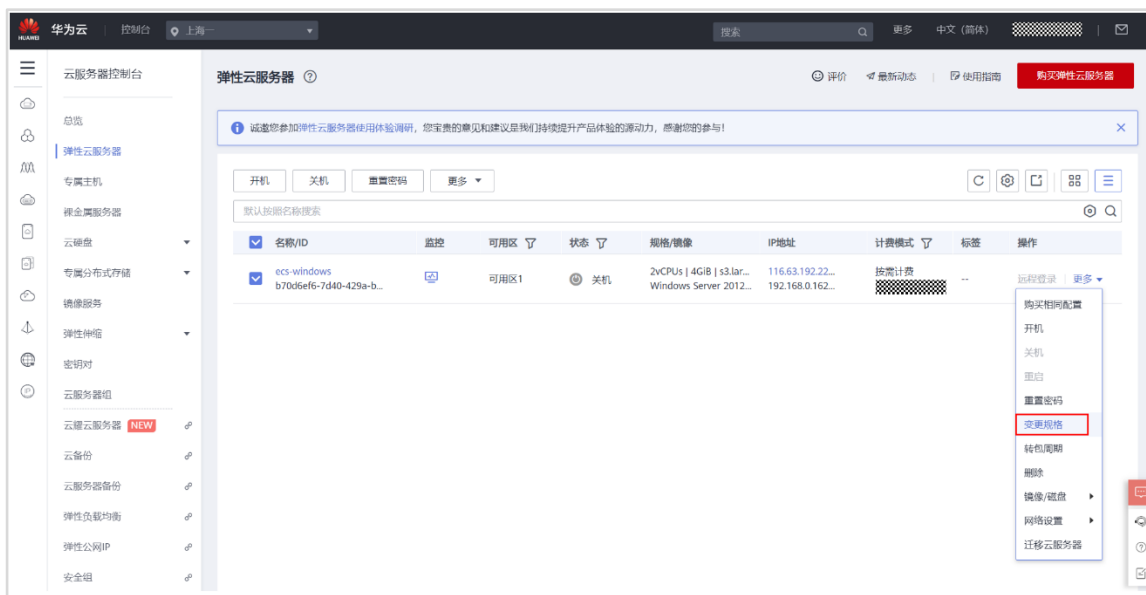 HUAWEI 华为云 控制台 上海一 搜索 更多 中文 (简体)
云服务器控制台
总览
弹性云服务器
专属主机
裸金属服务器
云硬盘
专属分布式存储
镜像服务
弹性伸缩
密钥对
云服务器组
云耀云服务器 NEW
云备份
云服务器备份
弹性负载均衡
弹性公网IP
安全组
弹性云服务器 评价 最新动态 使用指南 购买弹性云服务器
诚邀您参加弹性云服务器使用体验调研，您宝贵的意见和建议是我们持续提升产品体验的源动力，感谢您的参与！
开机 关机 重置密码 更多
默认按照名称搜索
名称/ID 监控 可用区 状态 规格/镜像 IP地址 计费模式 标签 操作
ecs-windows 可用区1 关机 2vCPUs | 4GiB | s3.lar... 116.63.192.22... 按需计费 -- 远程登录 更多
b70d6ef6-7d40-429a-b... Windows Server 2012... 192.168.0.162...
购买相同配置
开机
关机
重启
重置密码
变更规格
转包周期
删除
镜像/磁盘
网络设置
迁移云服务器